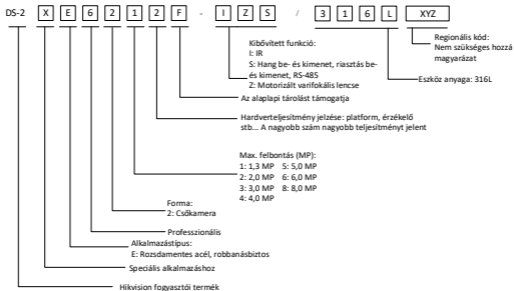 DS-2 X E 6 2 1 2 F - I Z S / 3 1 6 L XYZ
Regionális kód:
Nem szükséges hozzá
magyarázat
Eszköz anyaga: 316L
Kibővített funkció:
I: IR
S: Hang be- és kimenet, riasztás be-
és kimenet, RS-485
Z: Motorizált varifokális lencse
Az alaplapi tárolást támogatja
Hardverteljesítmény jelzése: platform, érzékelő
stb... A nagyobb szám nagyobb teljesítményt jelent
Max. felbontás (MP):
1: 1,3 MP 5: 5,0 MP
2: 2,0 MP 6: 6,0 MP
3: 3,0 MP 8: 8,0 MP
4: 4,0 MP
Forma:
2: Csőkamera
Professzionális
Alkalmazástípus:
E: Rozsdamentes acél, robbanásbiztos
Speciális alkalmazáshoz
Hikvision fogyasztói termék